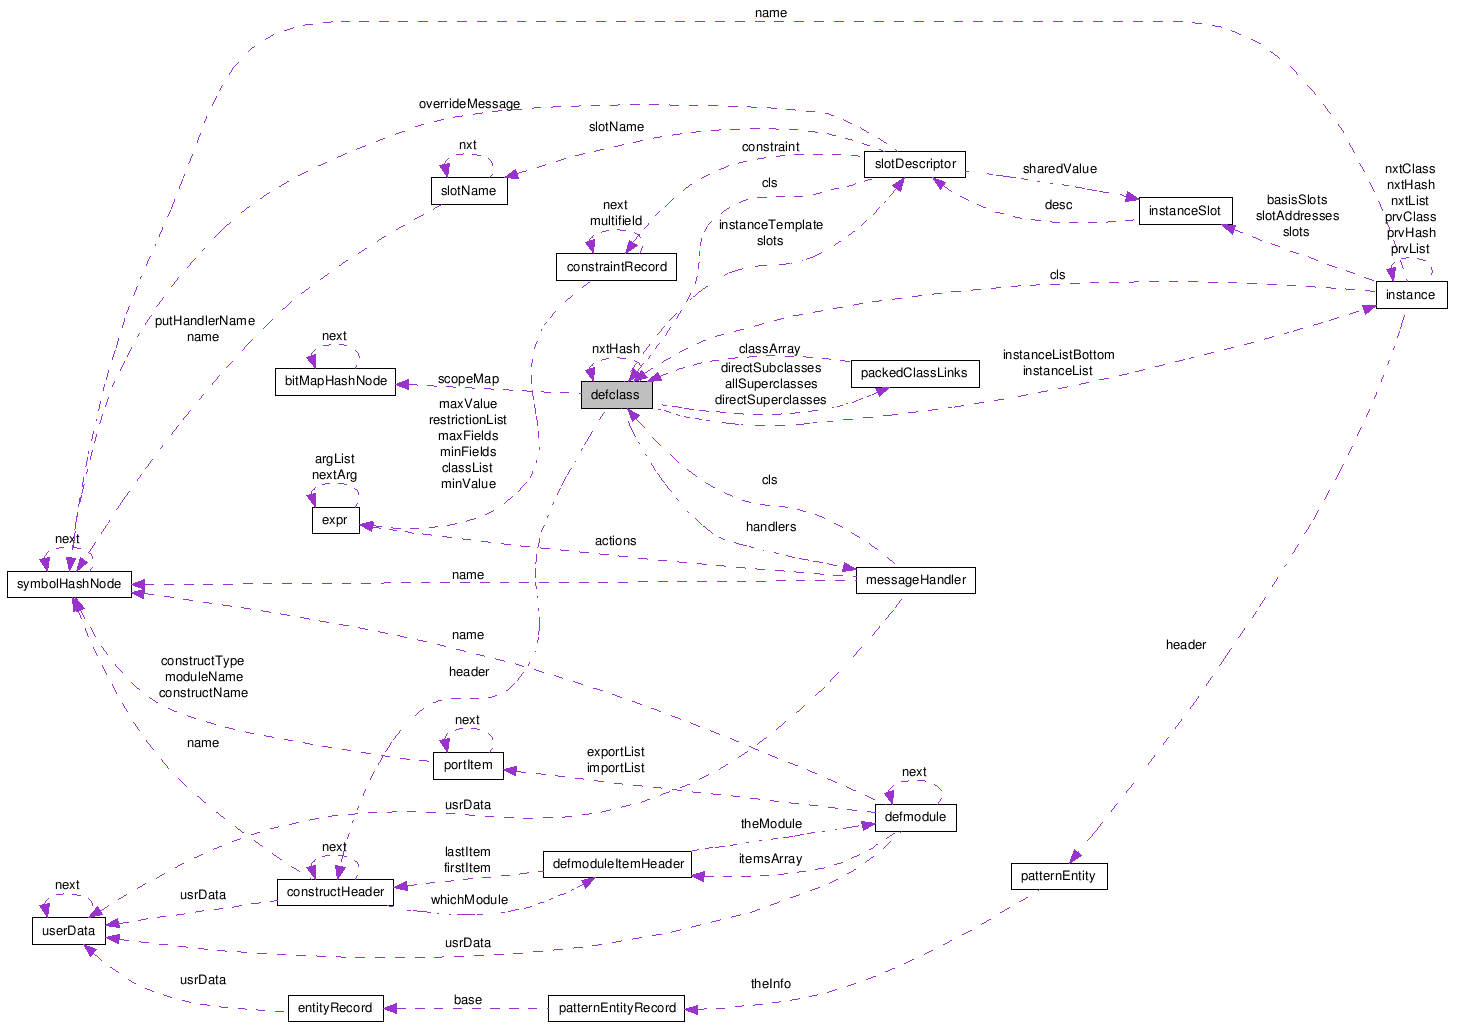 name
overrideMessage
slotName
nxt
constraint
slotDescriptor
sharedValue
nxtClass
nxtHash
nxtList
prvClass
prvHash
prvList
slotName
cls
next
multifield
desc
instanceSlot
basisSlots
slotAddresses
slots
instanceTemplate
slots
constraintRecord
cls
instance
putHandlerName
name
next
nxtHash
classArray
instanceListBottom
instanceList
bitMapHashNode
scopeMap
defclass
directSubclasses
allSuperclasses
directSuperclasses
packedClassLinks
maxValue
restrictionList
maxFields
minFields
classList
minValue
argList
nextArg
cls
expr
handlers
actions
next
symbolHashNode
name
messageHandler
name
header
header
constructType
moduleName
constructName
name
next
portItem
exportList
importList
next
defmodule
usrData
theModule
next
lastItem
firstItem
defmoduleItemHeader
itemsArray
constructHeader
patternEntity
next
usrData
whichModule
userData
usrData
usrData
theInfo
entityRecord
base
patternEntityRecord